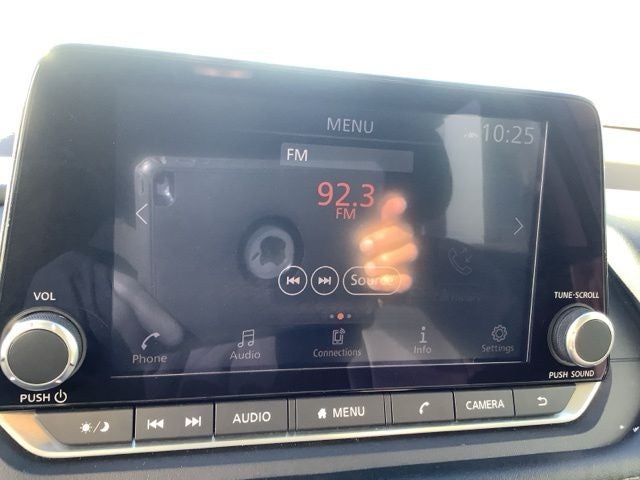 MENU
10:25
FM
92.3
FM
Source
VOL
TUNE·SCROLL
Phone
Audio
Connections
Info
Settings
PUSH
PUSH SOUND
AUDIO
MENU
CAMERA